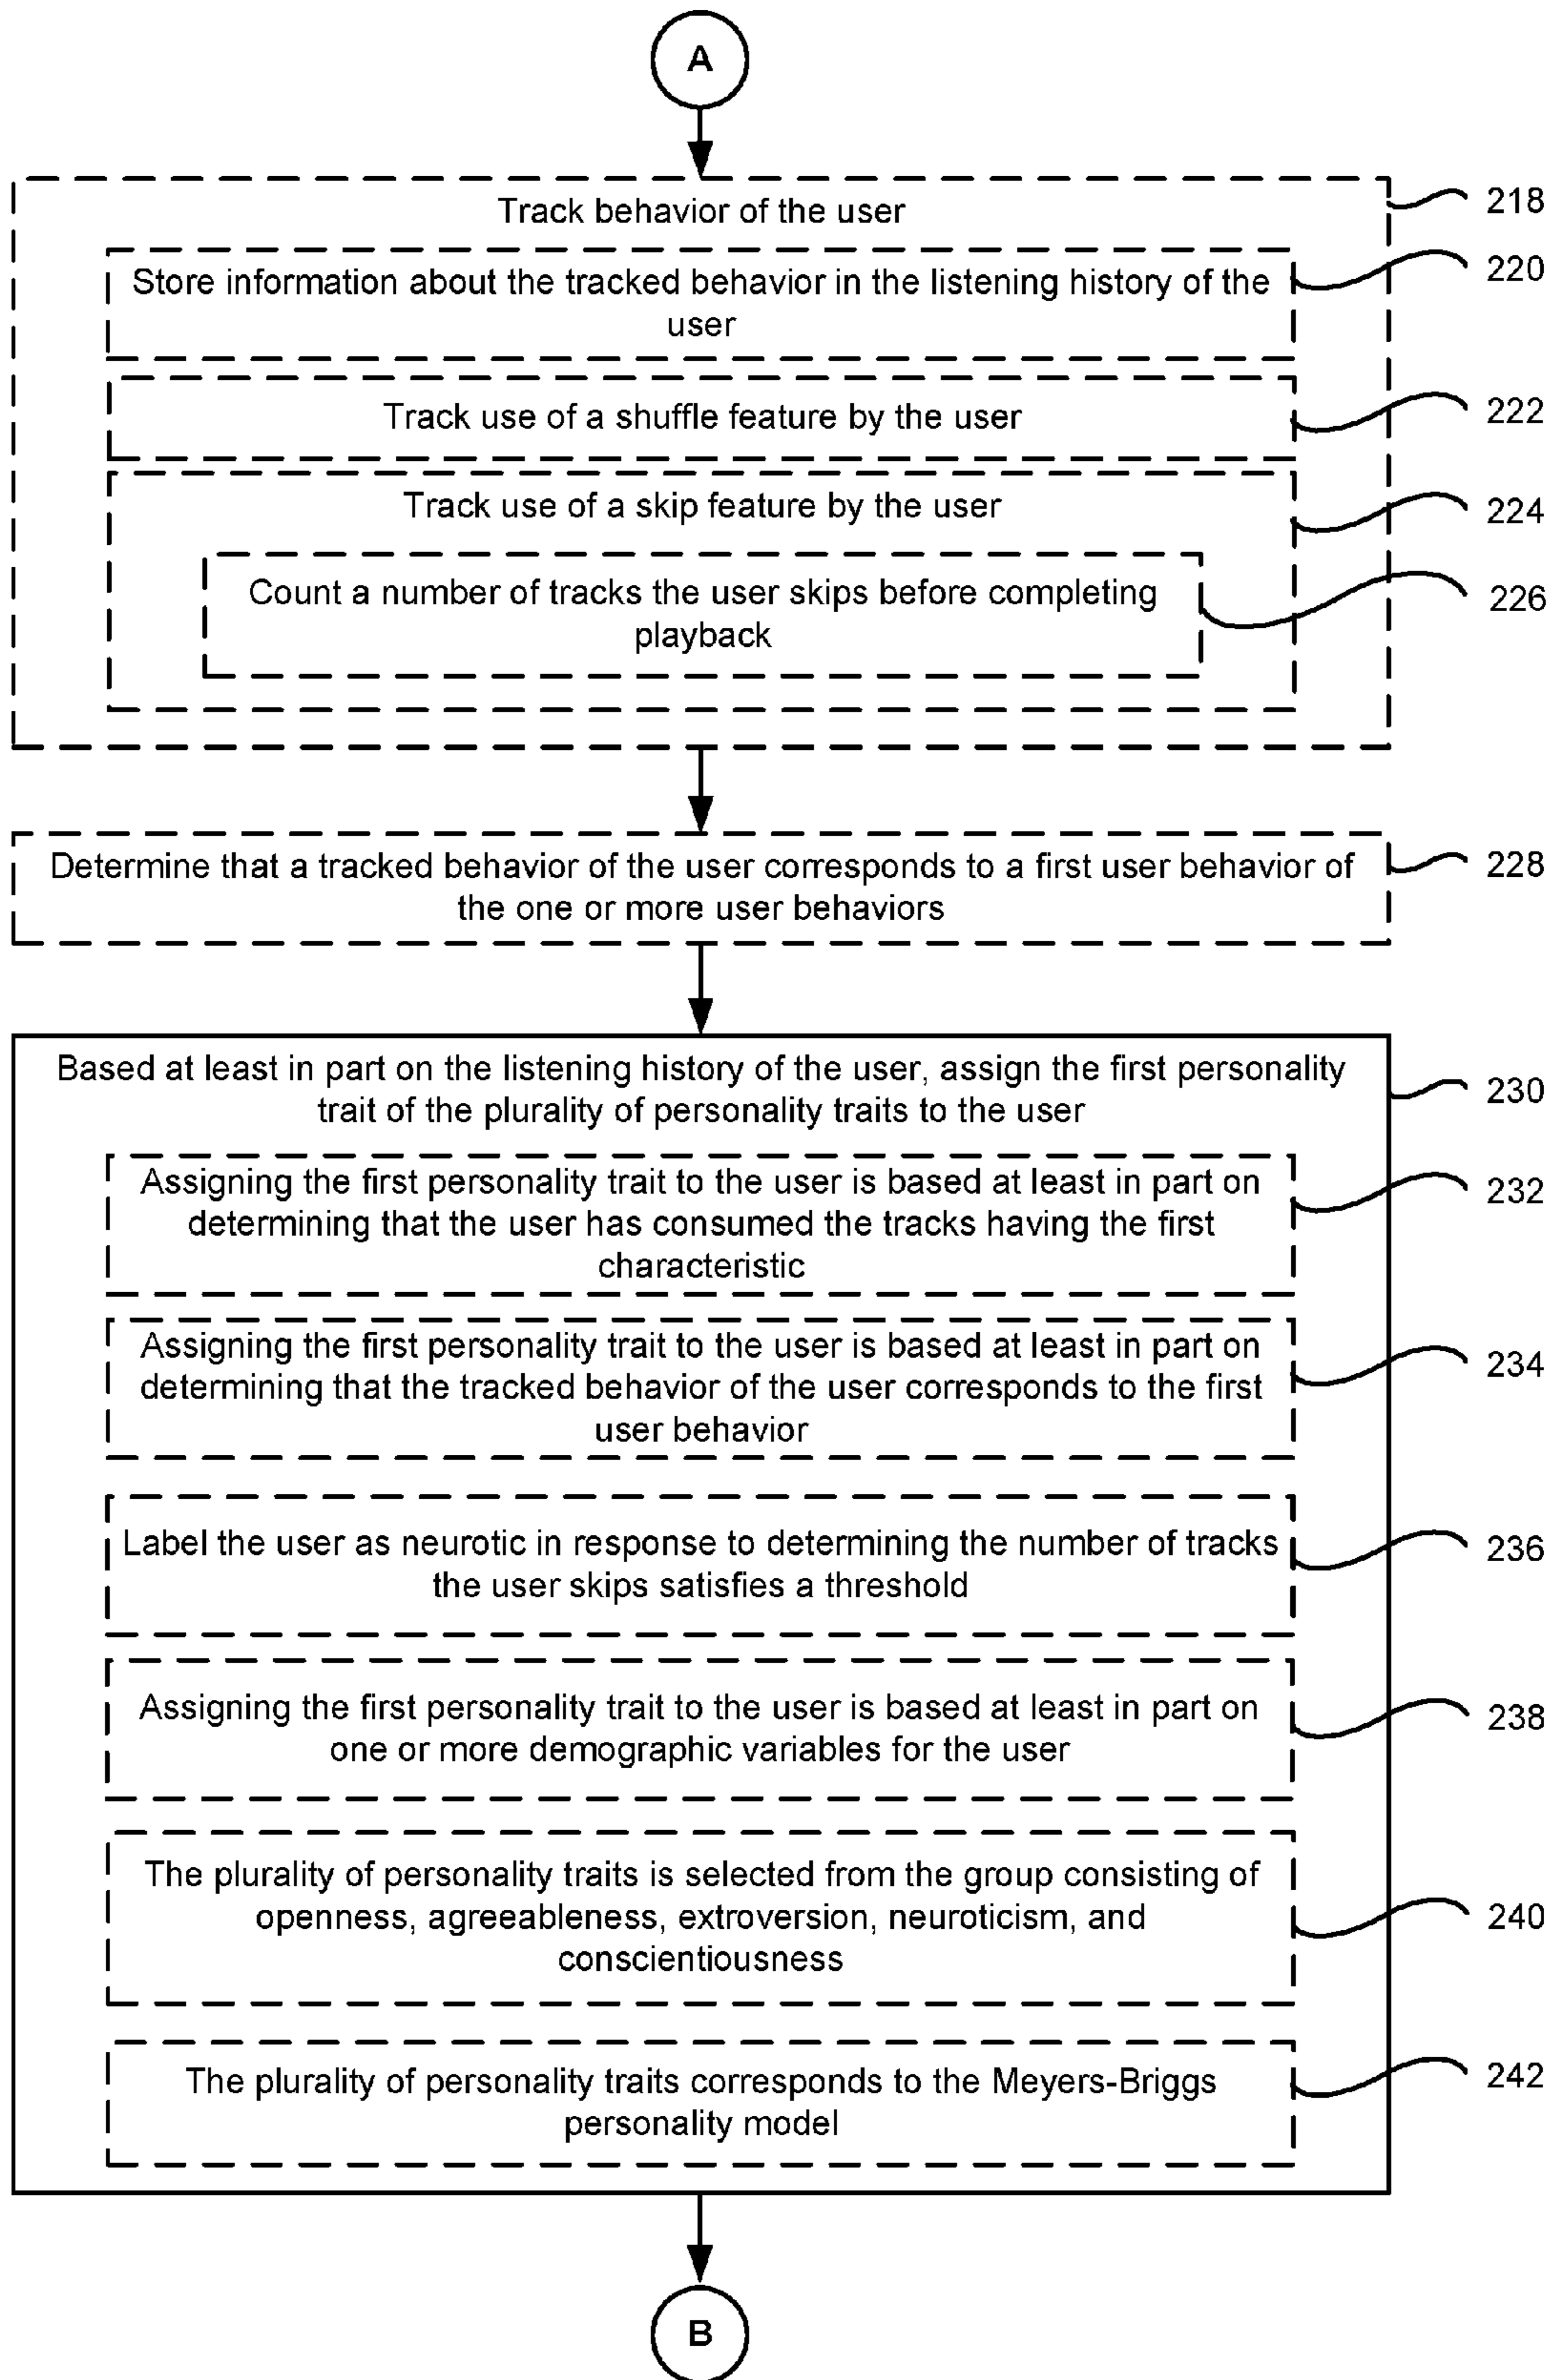 A
Track behavior of the user
218
Store information about the tracked behavior in the listening history of the
user
220
Track use of a shuffle feature by the user
222
Track use of a skip feature by the user
224
Count a number of tracks the user skips before completing
playback
226
Determine that a tracked behavior of the user corresponds to a first user behavior of
the one or more user behaviors
228
Based at least in part on the listening history of the user, assign the first personality
trait of the plurality of personality traits to the user
230
Assigning the first personality trait to the user is based at least in part on
determining that the user has consumed the tracks having the first
characteristic
232
Assigning the first personality trait to the user is based at least in part on
determining that the tracked behavior of the user corresponds to the first
user behavior
234
Label the user as neurotic in response to determining the number of tracks
the user skips satisfies a threshold
236
Assigning the first personality trait to the user is based at least in part on
one or more demographic variables for the user
238
The plurality of personality traits is selected from the group consisting of
openness, agreeableness, extroversion, neuroticism, and
conscientiousness
240
The plurality of personality traits corresponds to the Meyers-Briggs
personality model
242
B